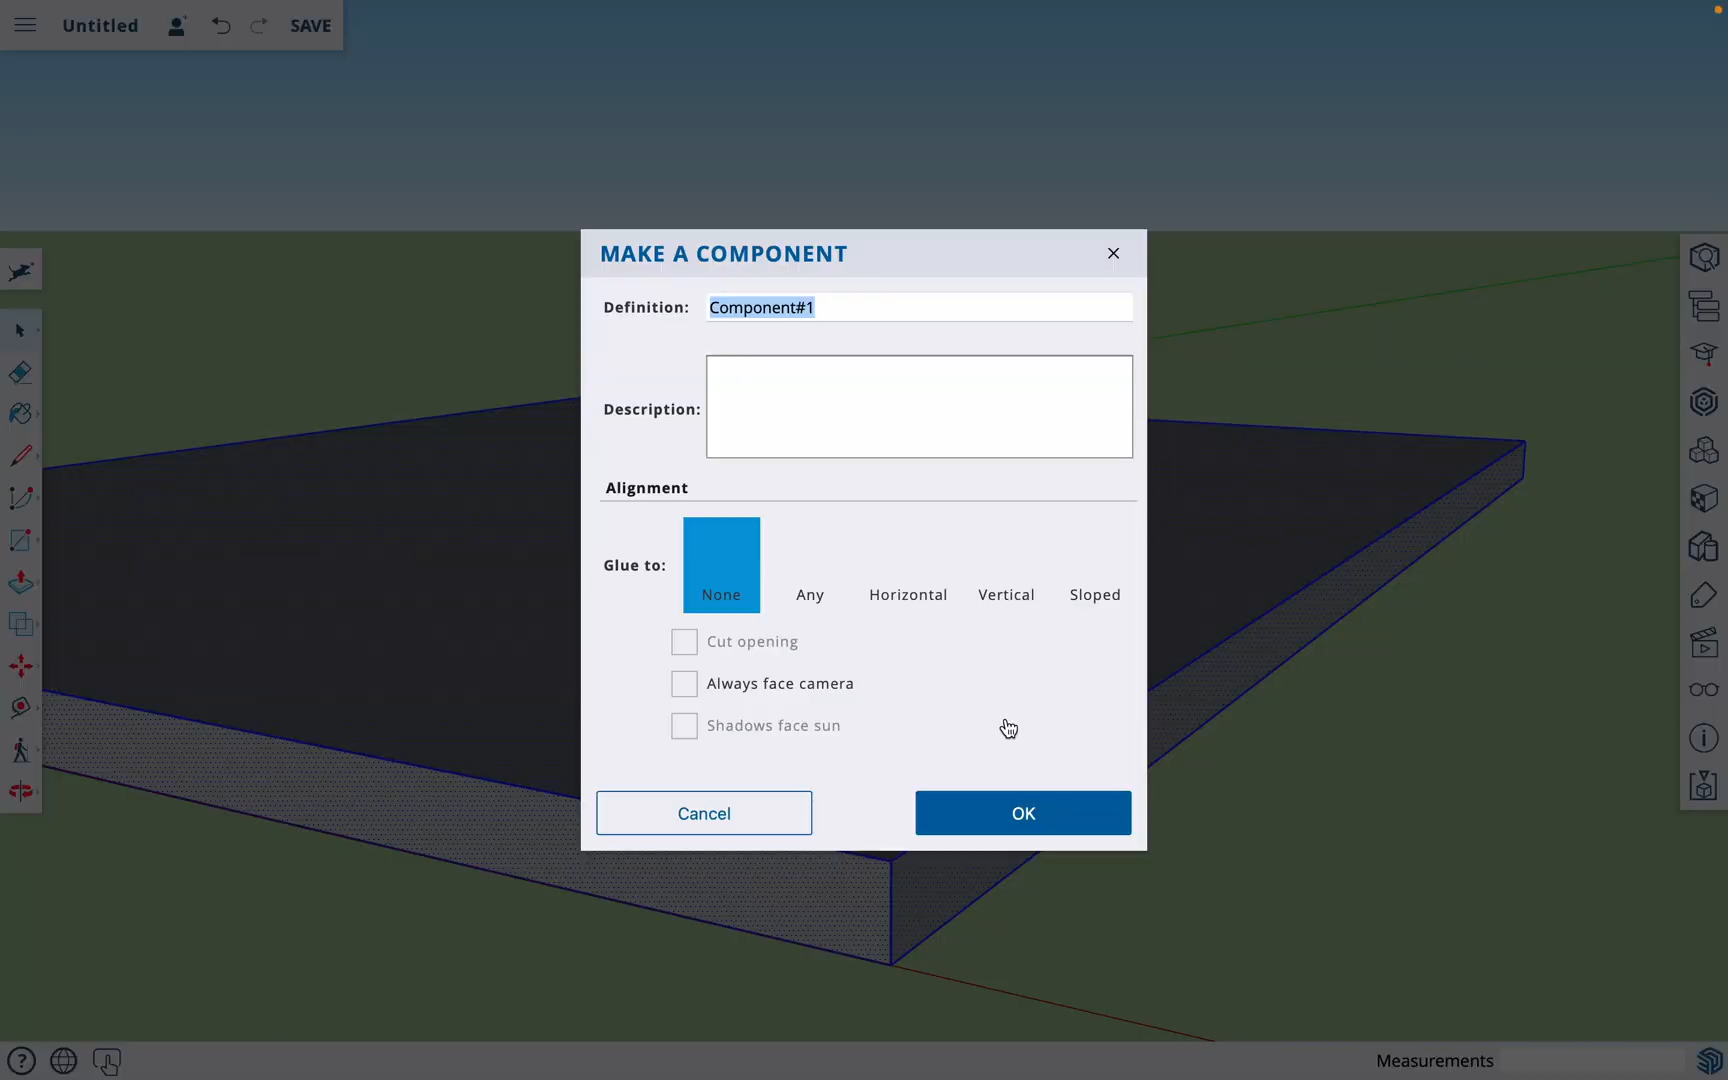 Untitled
SAVE
MAKE A COMPONENT
Definition: Component#1
Description:
Alignment
Glue to:
None Any Horizontal Vertical Sloped
Cut opening
Always face camera
Shadows face sun
Cancel OK
Measurements